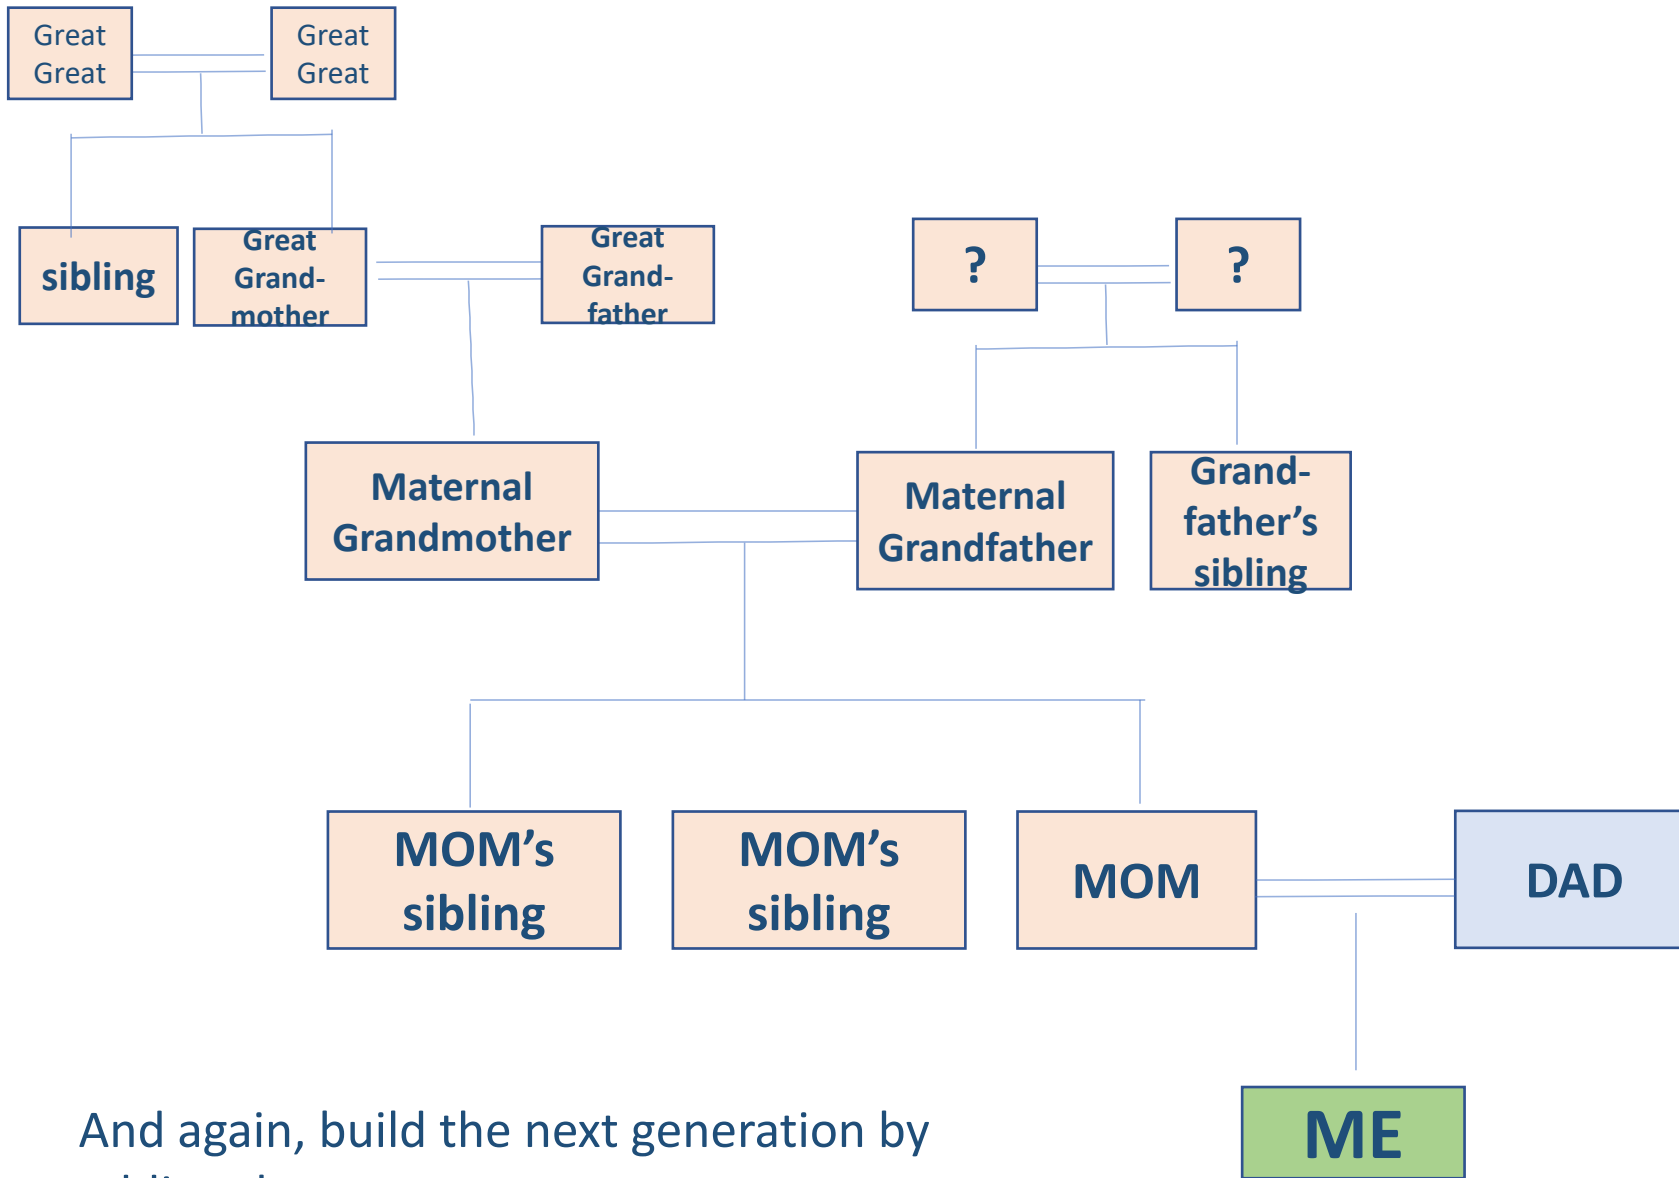 Great
Great
Great
Great
sibling
Great
Grand-
mother
Great
Grand-
father
?
?
Maternal
Grandmother
Maternal
Grandfather
Grand-
father’s
sibling
MOM’s
sibling
MOM’s
sibling
MOM
DAD
ME
And again, build the next generation by